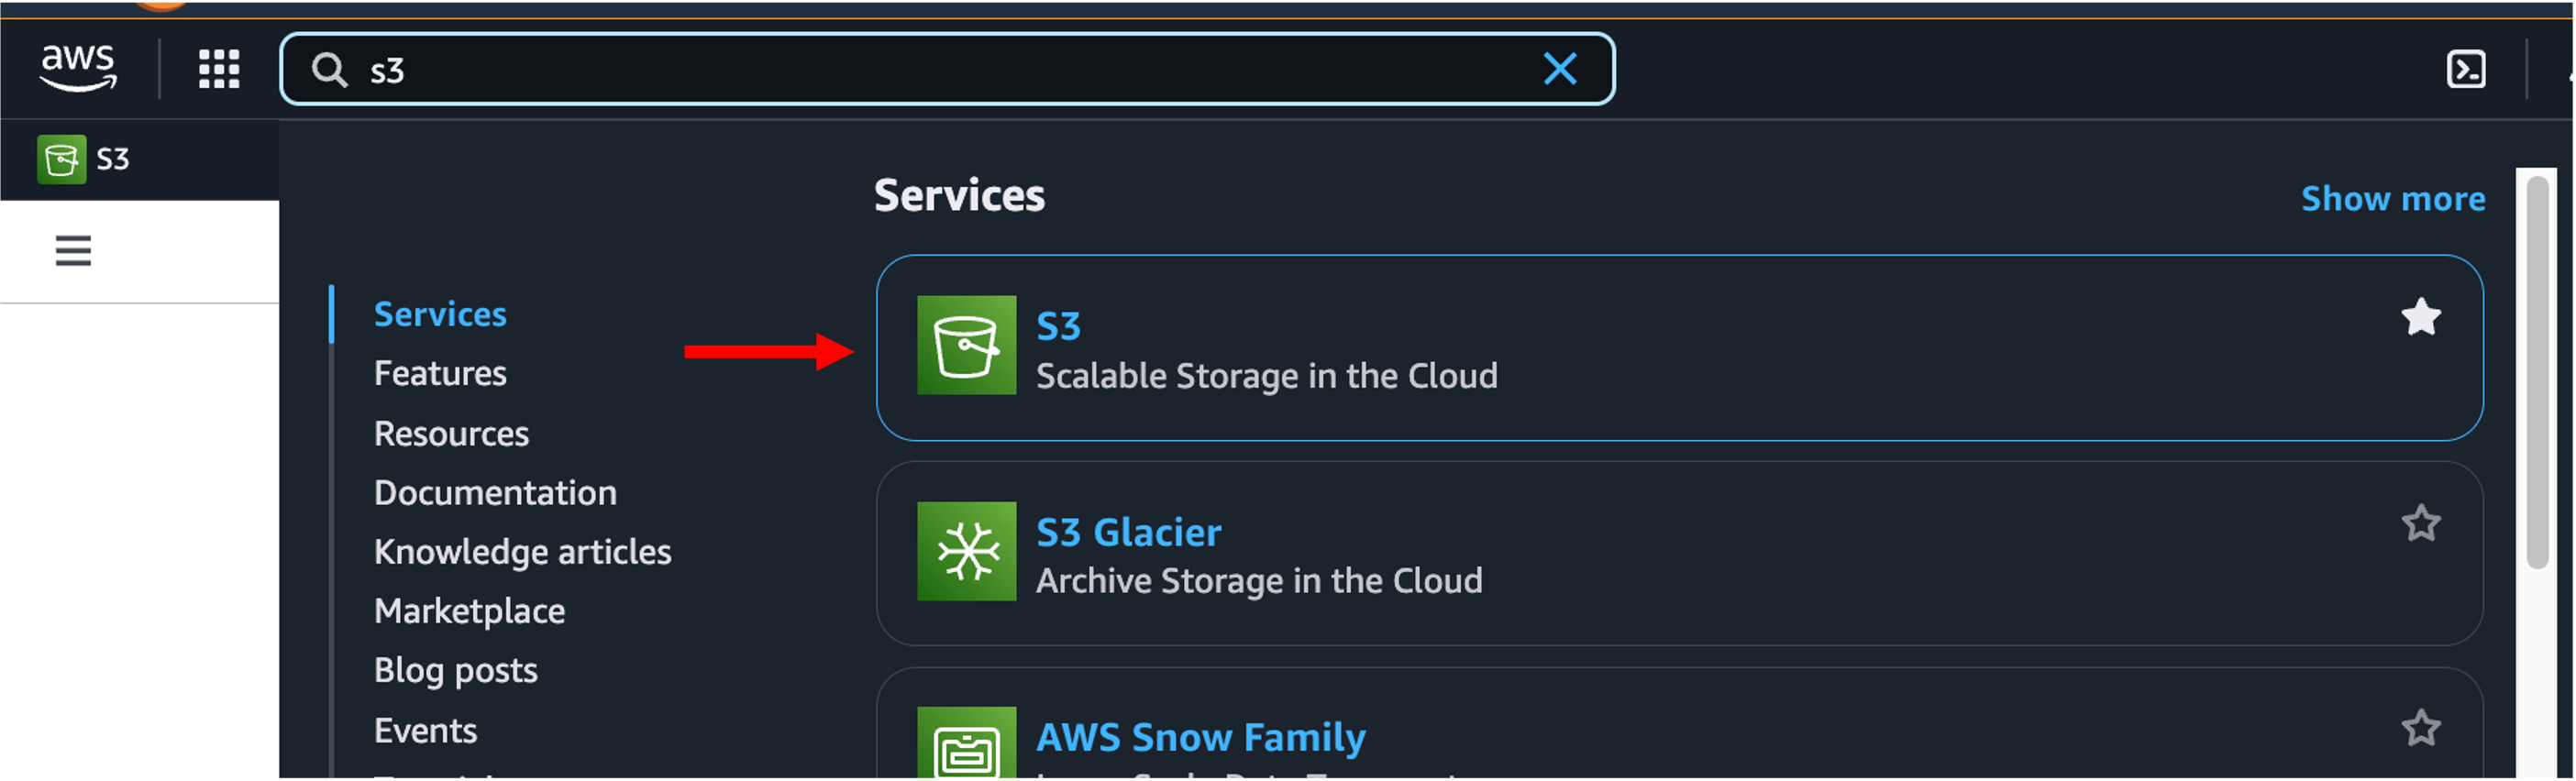 aws
s3
S3
Services
Show more
Services
Features
Resources
Documentation
Knowledge articles
Marketplace
Blog posts
Events
S3
Scalable Storage in the Cloud
S3 Glacier
Archive Storage in the Cloud
AWS Snow Family